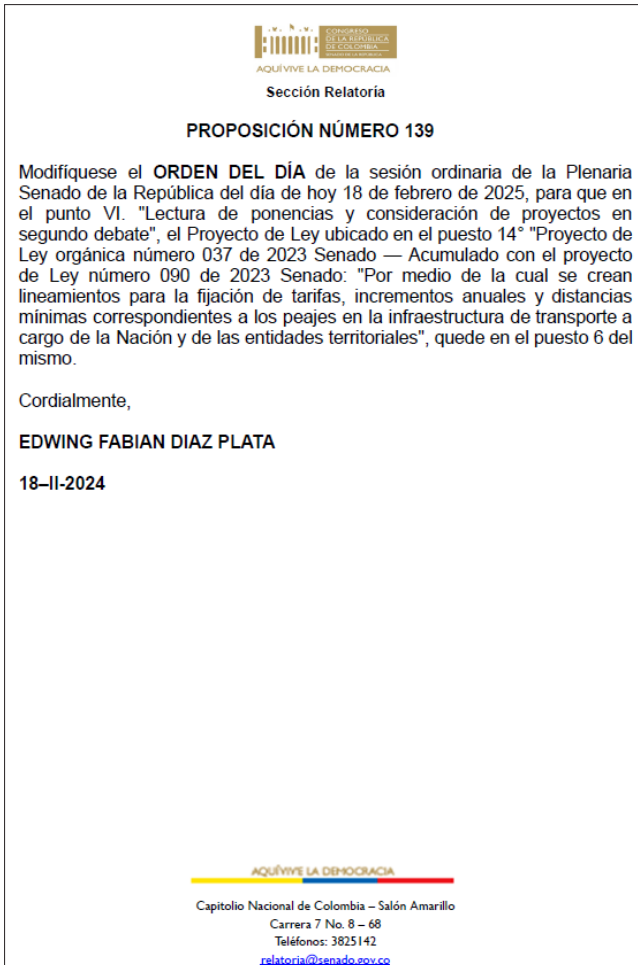 CONGRESO
DE LA REPÚBLICA
DE COLOMBIA
SENADO DE LA REPÚBLICA
AQUÍVIVE LA DEMOCRACIA
Sección Relatoría
PROPOSICIÓN NÚMERO 139
Modifíquese el ORDEN DEL DÍA de la sesión ordinaria de la Plenaria
Senado de la República del día de hoy 18 de febrero de 2025, para que en
el punto VI. "Lectura de ponencias y consideración de proyectos en
segundo debate", el Proyecto de Ley ubicado en el puesto 14° "Proyecto de
Ley orgánica número 037 de 2023 Senado — Acumulado con el proyecto
de Ley número 090 de 2023 Senado: "Por medio de la cual se crean
lineamientos para la fijación de tarifas, incrementos anuales y distancias
mínimas correspondientes a los peajes en la infraestructura de transporte a
cargo de la Nación y de las entidades territoriales", quede en el puesto 6 del
mismo.
Cordialmente,
EDWING FABIAN DIAZ PLATA
18–II-2024
AQUÍVIVE LA DEMOCRACIA
Capitolio Nacional de Colombia – Salón Amarillo
Carrera 7 No. 8 – 68
Teléfonos: 3825142
relatoria@senado.gov.co